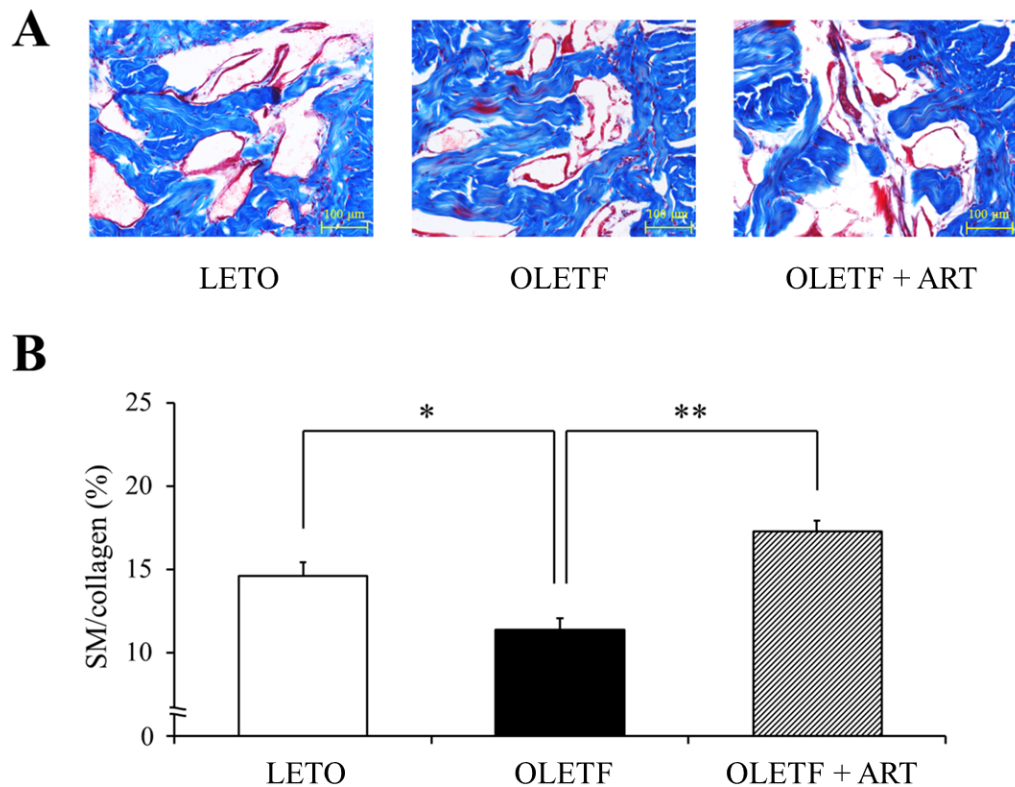 A
100 µm
100 µm
100 µm
LETO
OLETF
OLETF + ART
B
SM/collagen (%)
25
20
15
10
0
*
**
LETO
OLETF
OLETF + ART